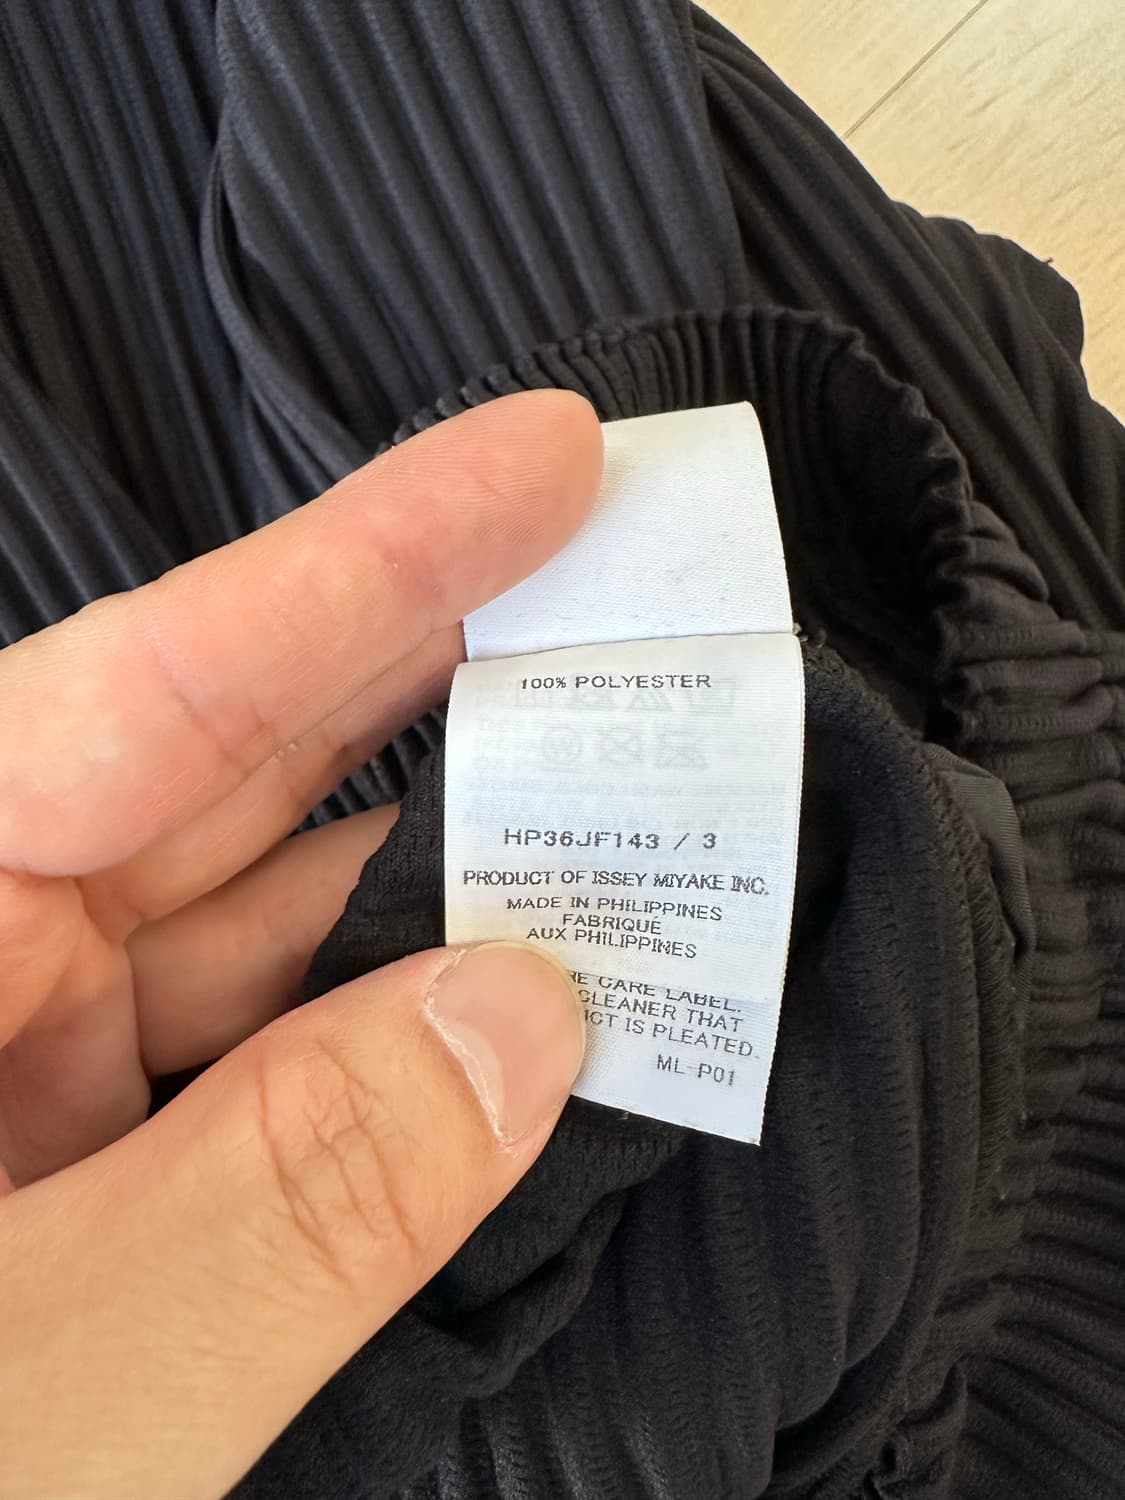 100% POLYESTER
HP36JF143 / 3
PRODUCT OF ISSEY MIYAKE INC.
MADE IN PHILIPPINES
FABRIQUÉ
AUX PHILIPPINES
CARE LABEL.
CLEANER THAT
IS PLEATED.
ML-P01